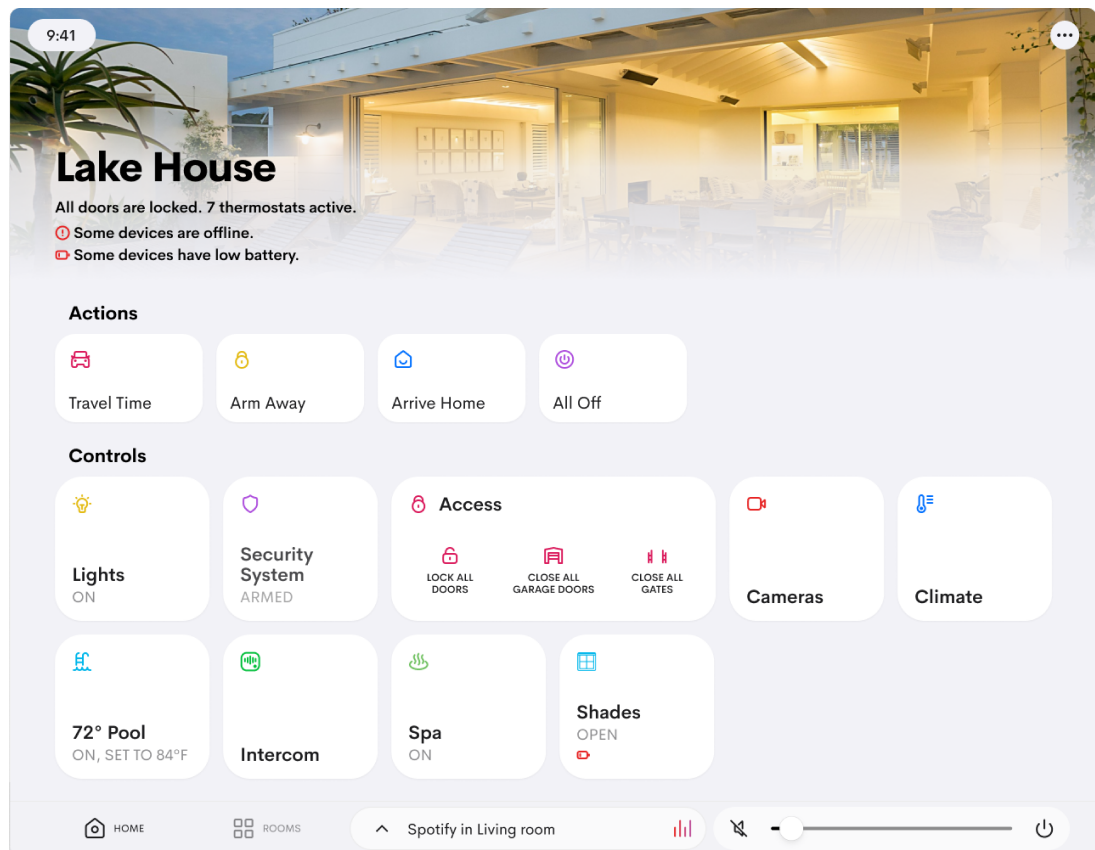 9:41
Lake House
All doors are locked. 7 thermostats active.
Some devices are offline.
Some devices have low battery.
Actions
Travel Time
Arm Away
Arrive Home
All Off
Controls
Lights
ON
Security
System
ARMED
Access
LOCK ALL
DOORS
CLOSE ALL
GARAGE DOORS
CLOSE ALL
GATES
Cameras
Climate
72° Pool
ON, SET TO 84°F
Intercom
Spa
ON
Shades
OPEN
HOME
ROOMS
Spotify in Living room